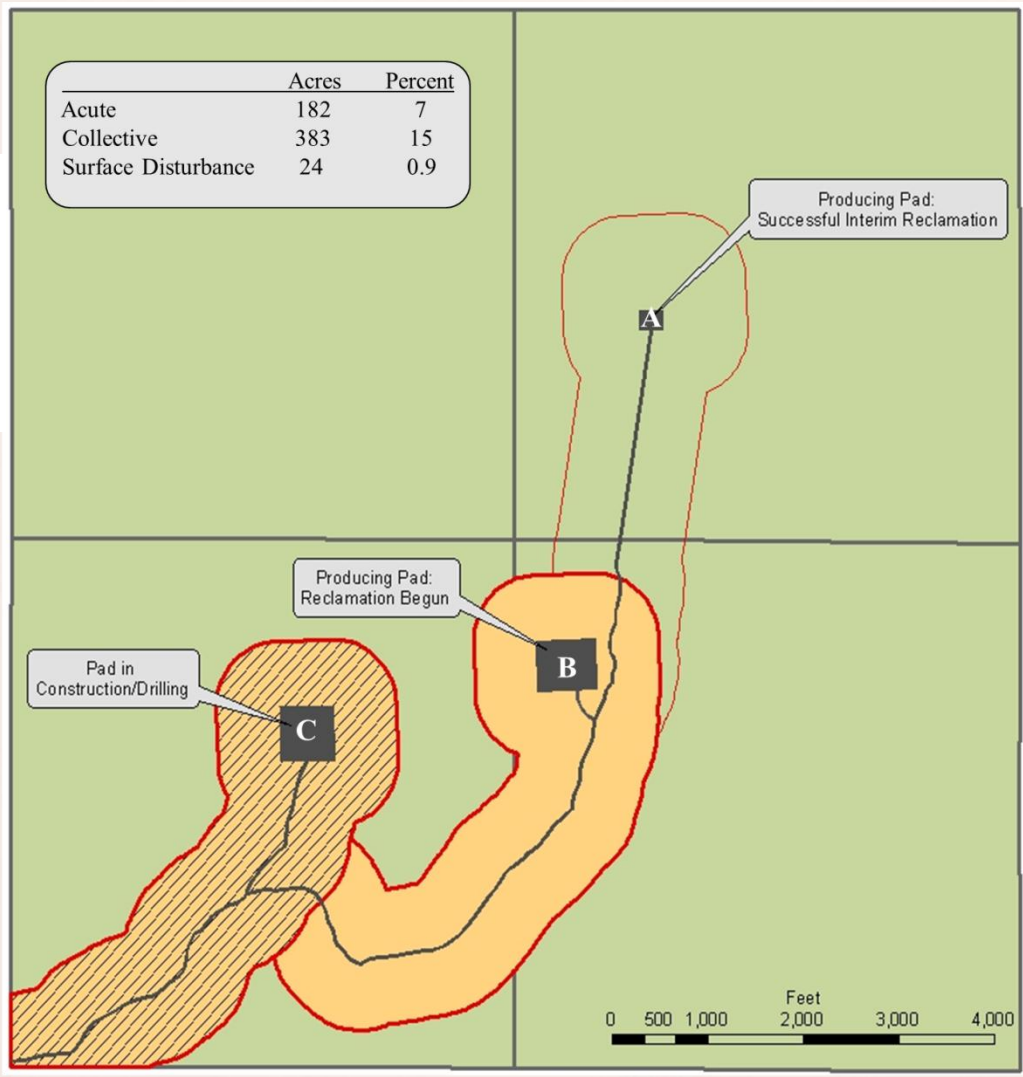 Acres Percent
Acute 182 7
Collective 383 15
Surface Disturbance 24 0.9
Producing Pad:
Successful Interim Reclamation
A
Producing Pad:
Reclamation Begun
B
Pad in
Construction/Drilling
C
Feet
0 500 1,000 2,000 3,000 4,000